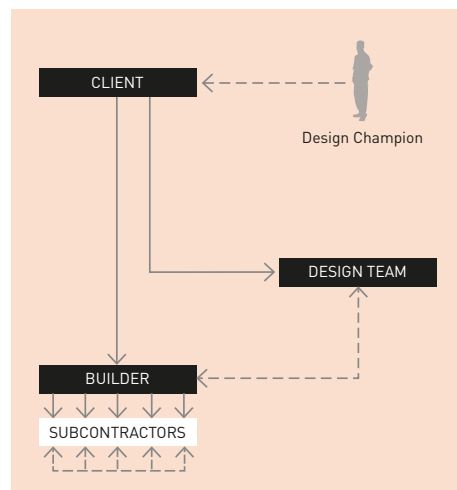 CLIENT
Design Champion
DESIGN TEAM
BUILDER
SUBCONTRACTORS